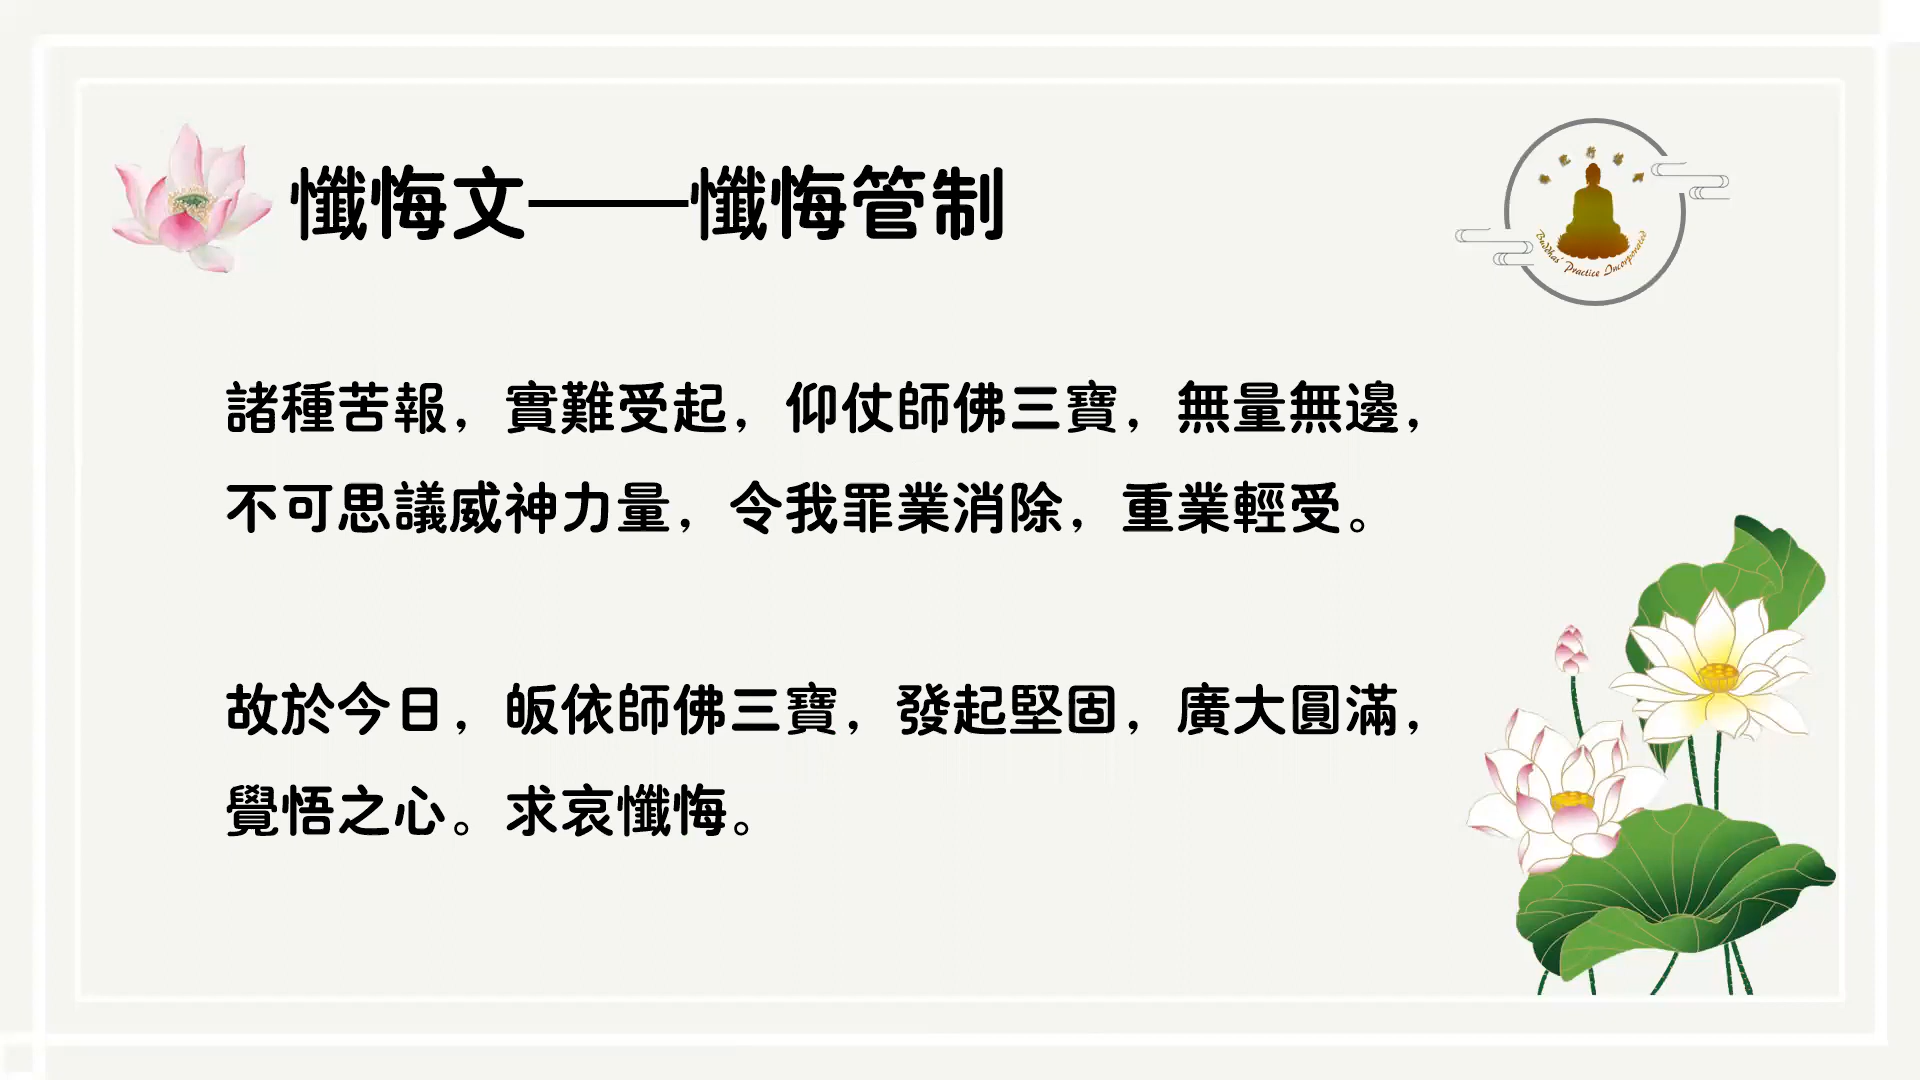 懺悔文——懺悔管制
Buddhas' Practice Incorporated
諸種苦報，實難受起，仰仗師佛三寶，無量無邊，
不可思議威神力量，令我罪業消除，重業輕受。
故於今日，皈依師佛三寶，發起堅固，廣大圓滿，
覺悟之心。求哀懺悔。